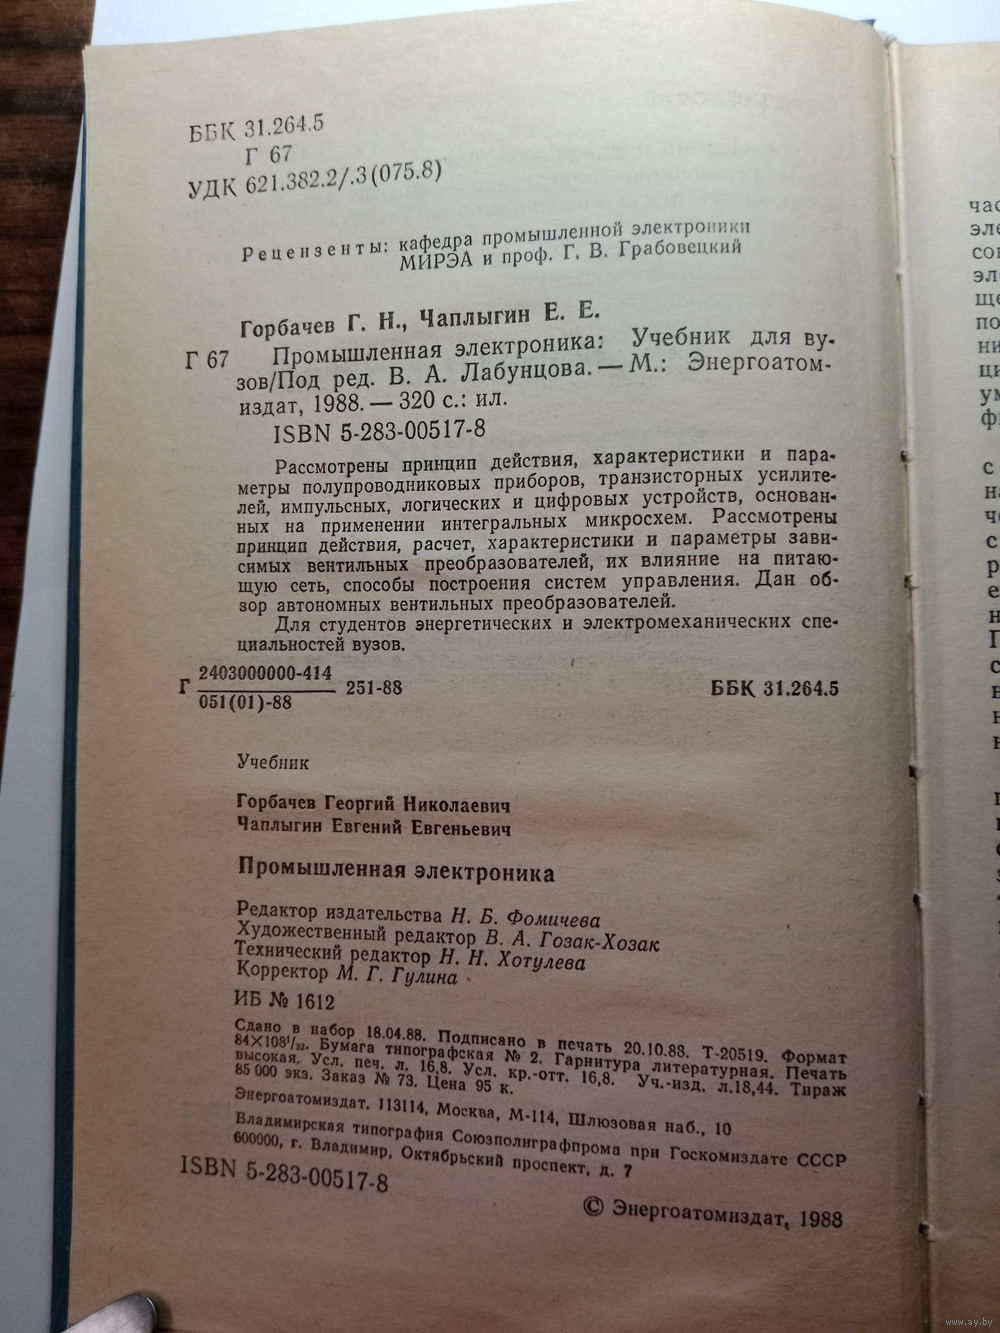 ББК 31.264.5
Г 67
УДК 621.382.2/.3(075.8)
Рецензенты: кафедра промышленной электроники
МИРЭА и проф. Г. В. Грабовецкий
Горбачев Г. Н., Чаплыгин Е. Е.
Г 67 Промышленная электроника: Учебник для ву-
зов/Под ред. В. А. Лабунцова. — М.: Энергоатом-
издат, 1988. — 320 с.: ил.
ISBN 5-283-00517-8
Рассмотрены принцип действия, характеристики и пара-
метры полупроводниковых приборов, транзисторных усилите-
лей, импульсных, логических и цифровых устройств, основан-
ных на применении интегральных микросхем. Рассмотрены
принцип действия, расчет, характеристики и параметры зави-
симых вентильных преобразователей, их влияние на питаю-
щую сеть, способы построения систем управления. Дан об-
зор автономных вентильных преобразователей.
Для студентов энергетических и электромеханических спе-
циальностей вузов.
2403000000-414
Г 251-88 ББК 31.264.5
051(01)-88
Учебник
Горбачев Георгий Николаевич
Чаплыгин Евгений Евгеньевич
Промышленная электроника
Редактор издательства Н. Б. Фомичева
Художественный редактор В. А. Гозак-Хозак
Технический редактор Н. Н. Хотулева
Корректор М. Г. Гулина
ИБ № 1612
Сдано в набор 18.04.88. Подписано в печать 20.10.88. Т-20519. Формат
84×108¹/₃₂. Бумага типографская № 2. Гарнитура литературная. Печать
высокая. Усл. печ. л. 16,8. Усл. кр.-отт. 16,8. Уч.-изд. л.18,44. Тираж
85 000 экз. Заказ № 73. Цена 95 к.
Энергоатомиздат. 113114, Москва, М-114, Шлюзовая наб., 10
Владимирская типография Союзполиграфпрома при Госкомиздате СССР
600000, г. Владимир, Октябрьский проспект, д. 7
ISBN 5-283-00517-8
© Энергоатомиздат, 1988
www.ay.by